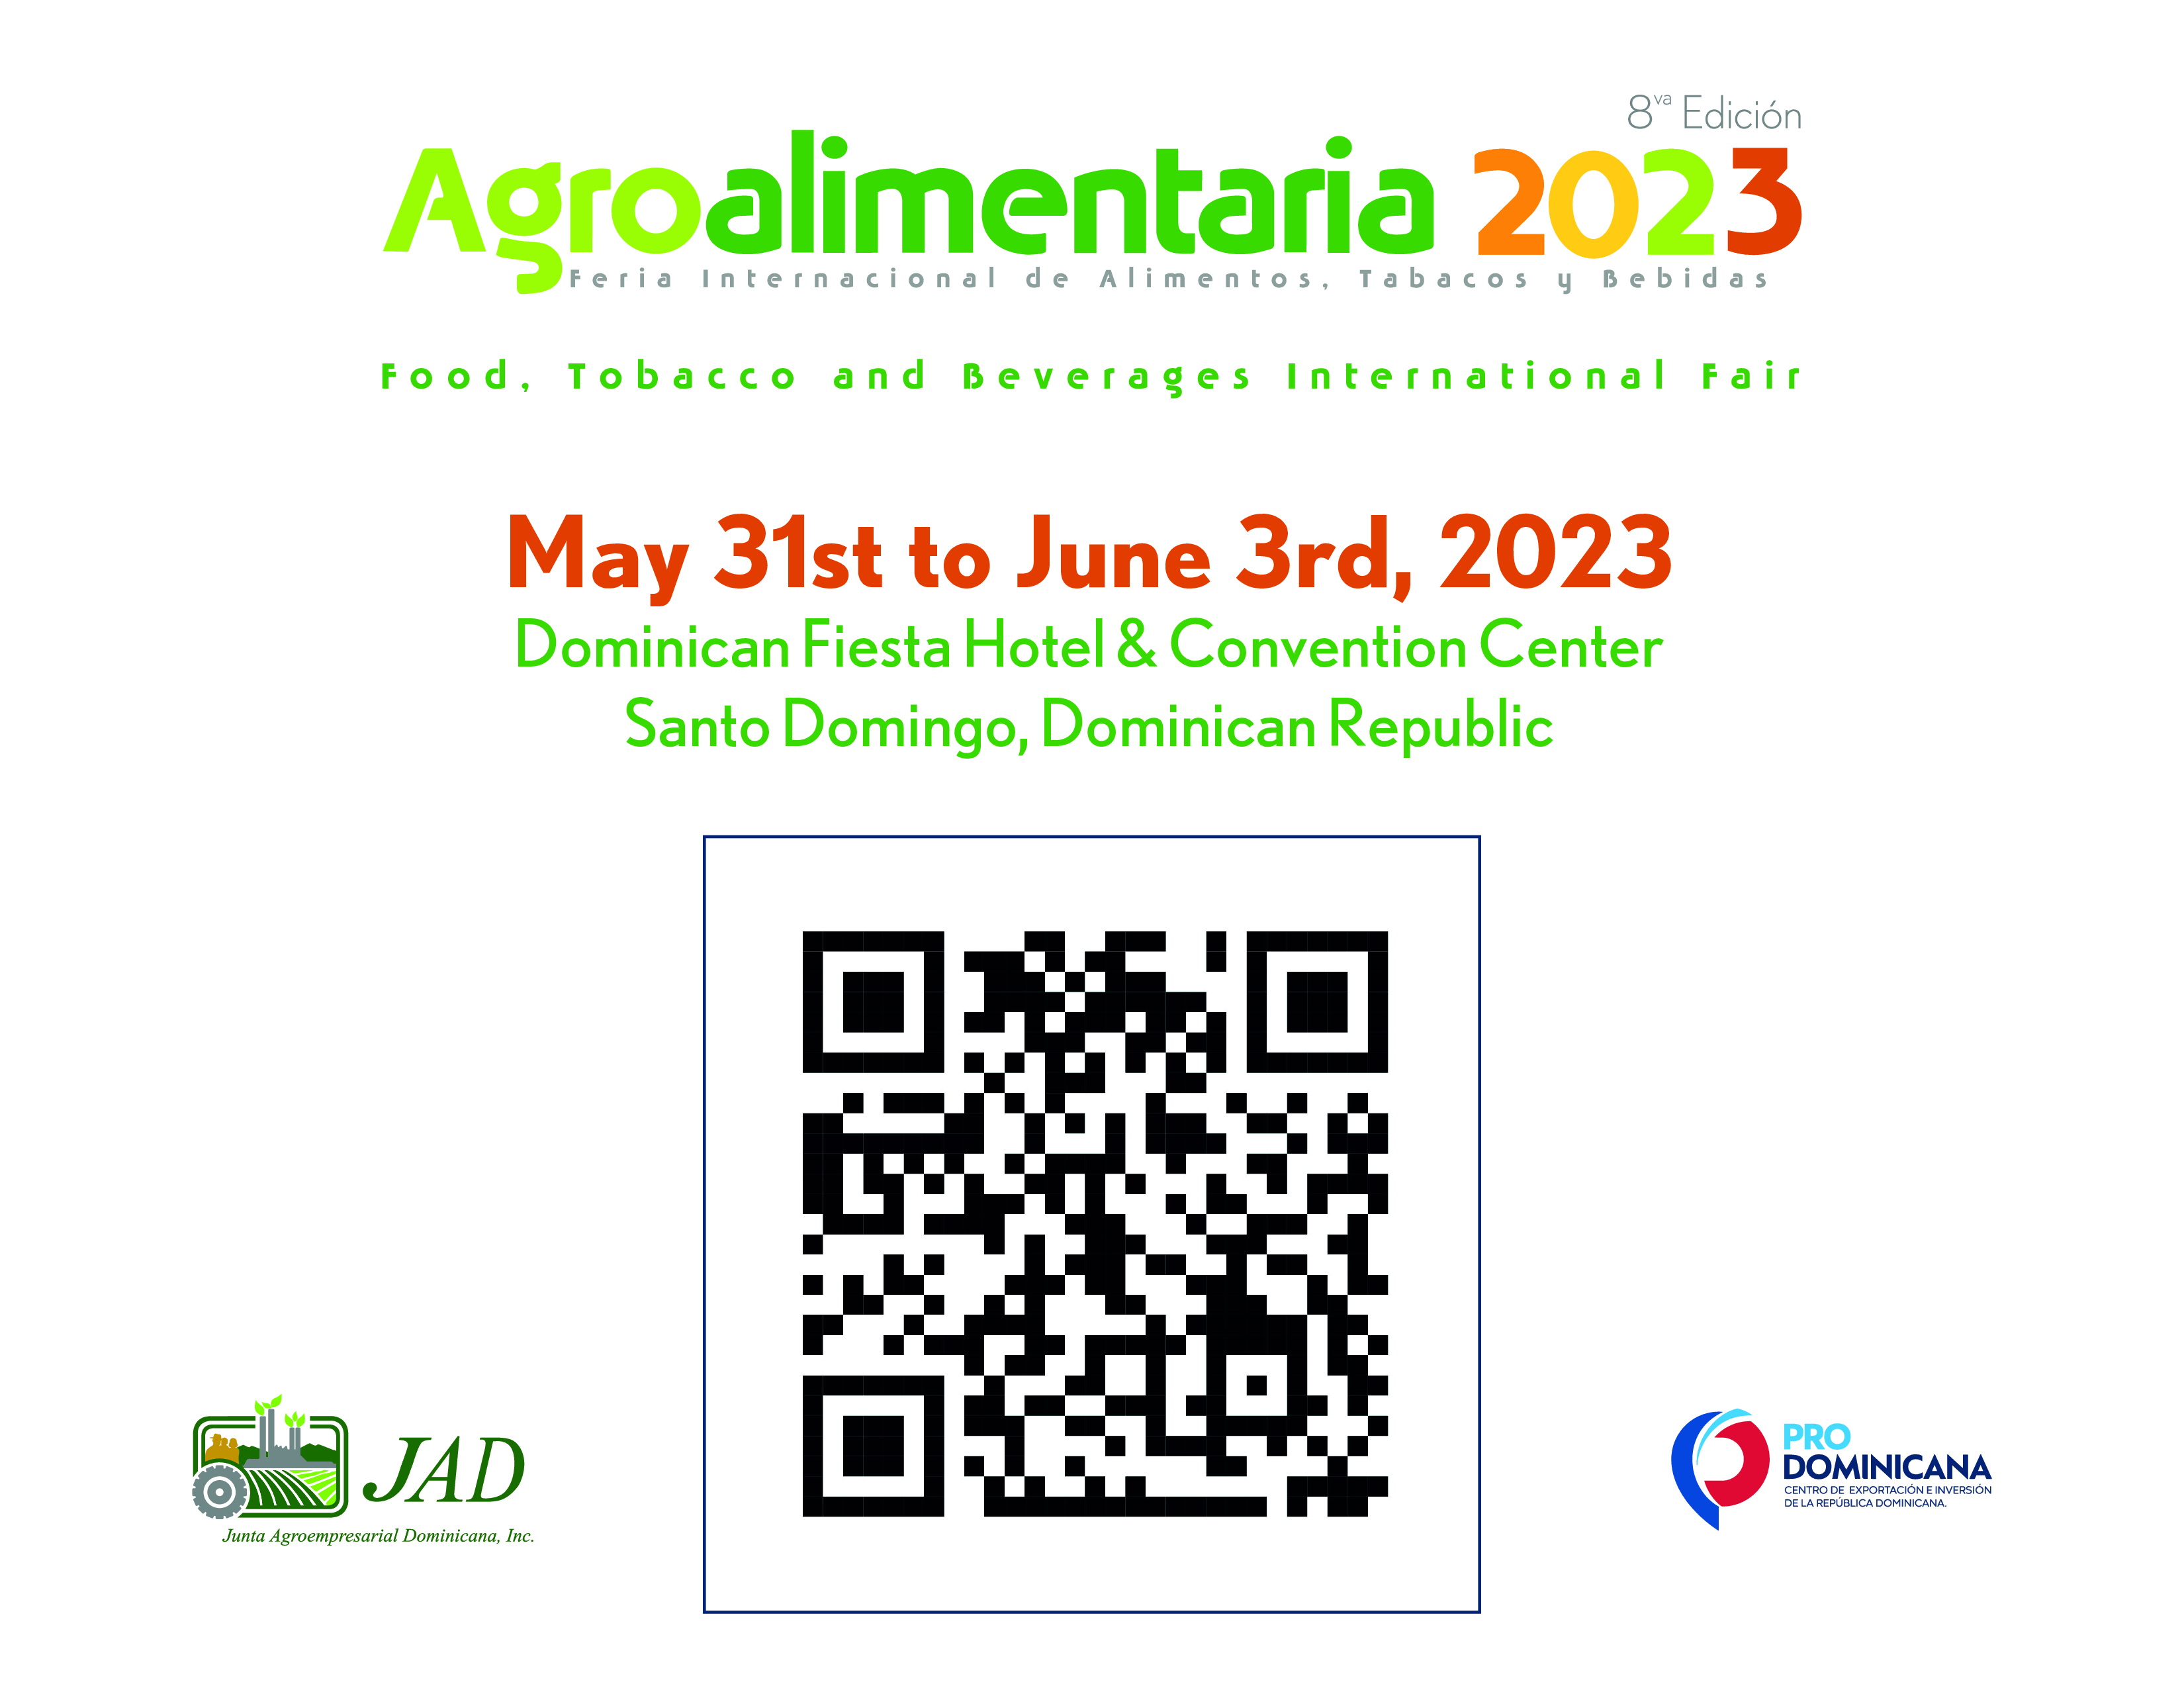 8va Edición
Agroalimentaria 2023
Feria Internacional de Alimentos, Tabacos y Bebidas
Food, Tobacco and Beverages International Fair
May 31st to June 3rd, 2023
Dominican Fiesta Hotel & Convention Center
Santo Domingo, Dominican Republic
JAD
Junta Agroempresarial Dominicana, Inc.
PRO
DOMINICANA
CENTRO DE EXPORTACIÓN E INVERSIÓN
DE LA REPÚBLICA DOMINICANA.